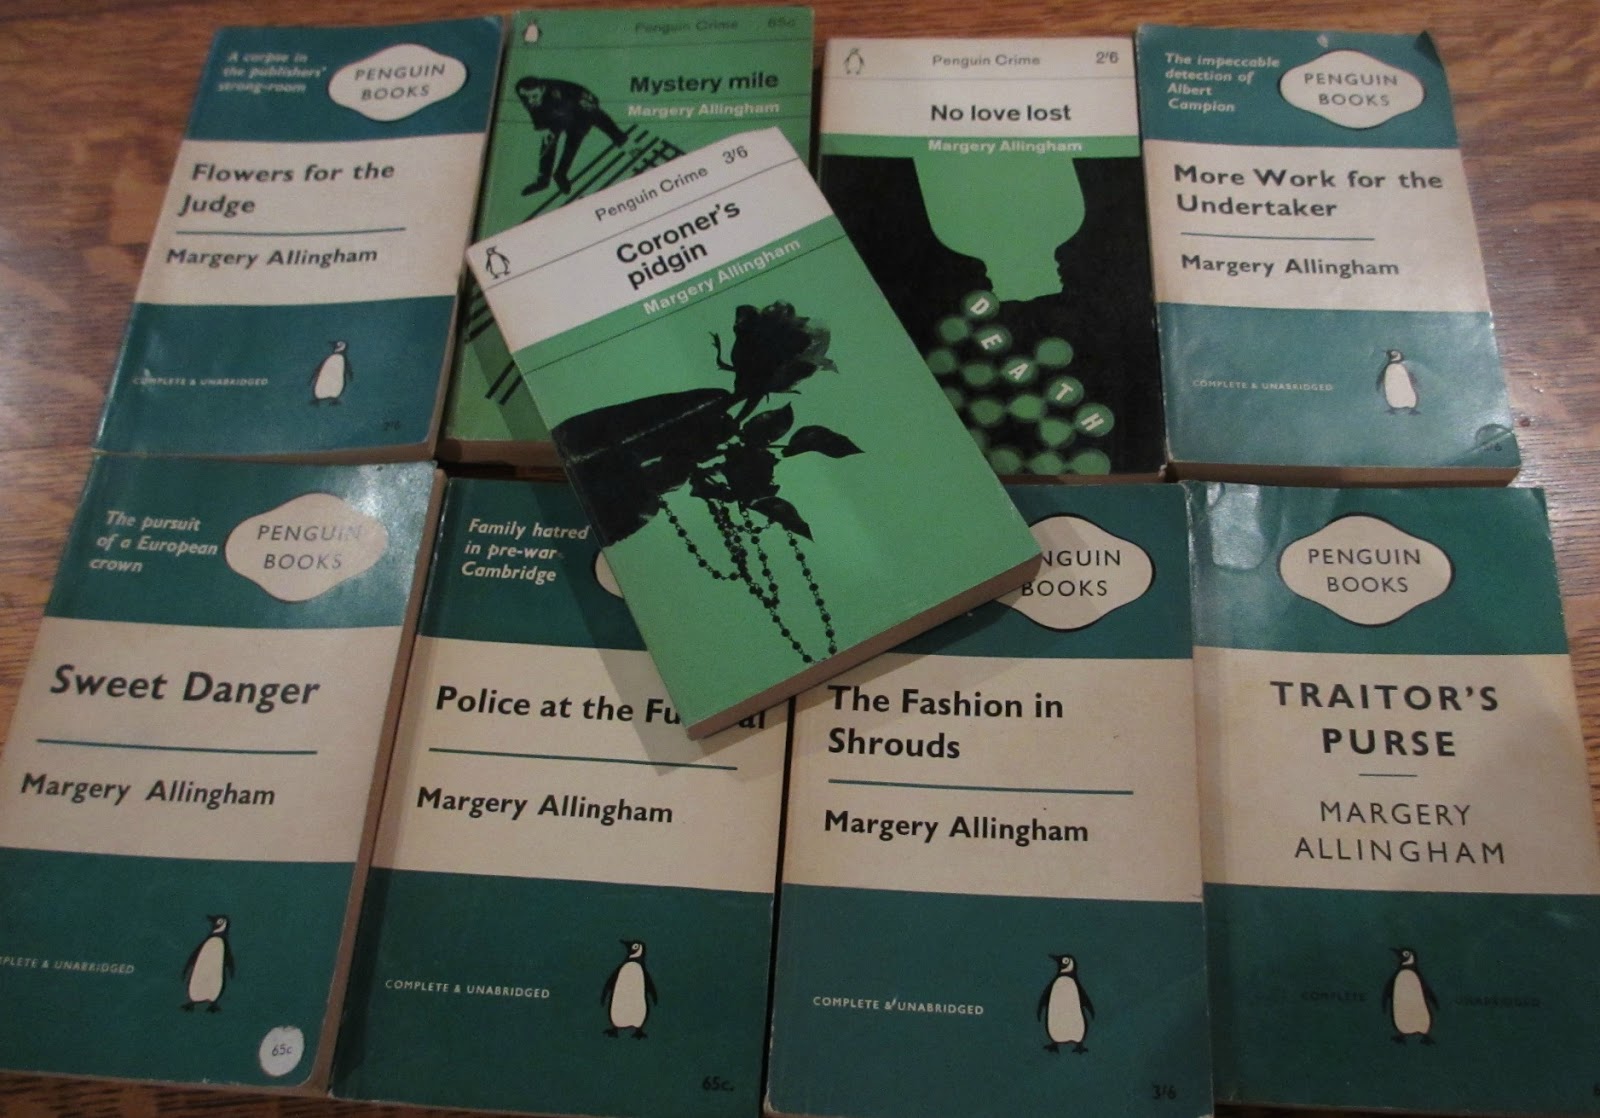 A corpse in
the publishers'
strong-room
PENGUIN
BOOKS
Flowers for the
Judge
Margery Allingham
COMPLETE & UNABRIDGED
2'6
Penguin Crime 65c
Mystery mile
Margery Allingham
Penguin Crime 2'6
No love lost
Margery Allingham
DEATH
The impeccable
detection of
Albert
Campion
PENGUIN
BOOKS
More Work for the
Undertaker
Margery Allingham
COMPLETE & UNABRIDGED
Penguin Crime 3'6
Coroner's
pidgin
Margery Allingham
The pursuit
of a European
crown
PENGUIN
BOOKS
Sweet Danger
Margery Allingham
PLETE & UNABRIDGED
65c
Family hatred
in pre-war
Cambridge
Police at the Fu al
Margery Allingham
COMPLETE & UNABRIDGED
65c.
NGUIN
BOOKS
The Fashion in
Shrouds
Margery Allingham
COMPLETE & UNABRIDGED
3/6
PENGUIN
BOOKS
TRAITOR'S
PURSE
MARGERY
ALLINGHAM
COMPLETE UNABRIDGED